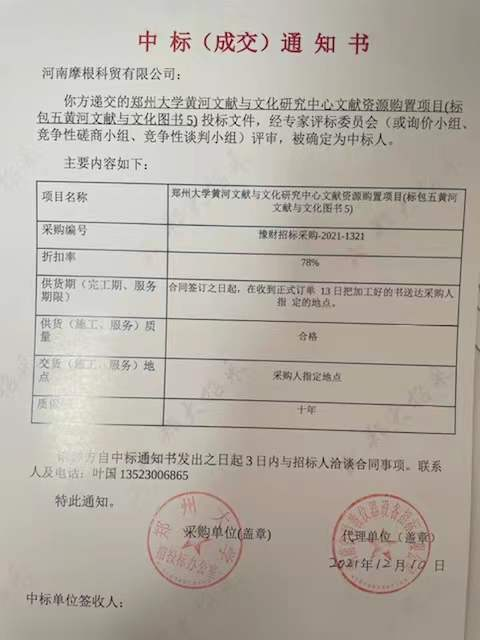 中标（成交）通知书
河南摩根科贸有限公司：
你方递交的郑州大学黄河文献与文化研究中心文献资源购置项目(标
包五黄河文献与文化图书5)投标文件，经专家评标委员会（或询价小组、
竞争性磋商小组、竞争性谈判小组）评审，被确定为中标人。
主要内容如下：
项目名称
郑州大学黄河文献与文化研究中心文献资源购置项目(标包五黄河
文献与文化图书5)
采购编号
豫财招标采购-2021-1321
折扣率
78%
供货期（完工期、服务
期限）
合同签订之日起，在收到正式订单 13日把加工好的书送达采购人
指 定的地点。
供货（施工、服务）质
量
合格
交货（施工、服务）地
点
采购人指定地点
质保
十年
方自中标通知书发出之日起3日内与招标人洽谈合同事项。联系
人及电话：叶国 13523006865
特此通知。
采购单位(盖章)
代理单位（盖章）
郑州大学
招投标办公室
2021年12月10日
中标单位签收人：